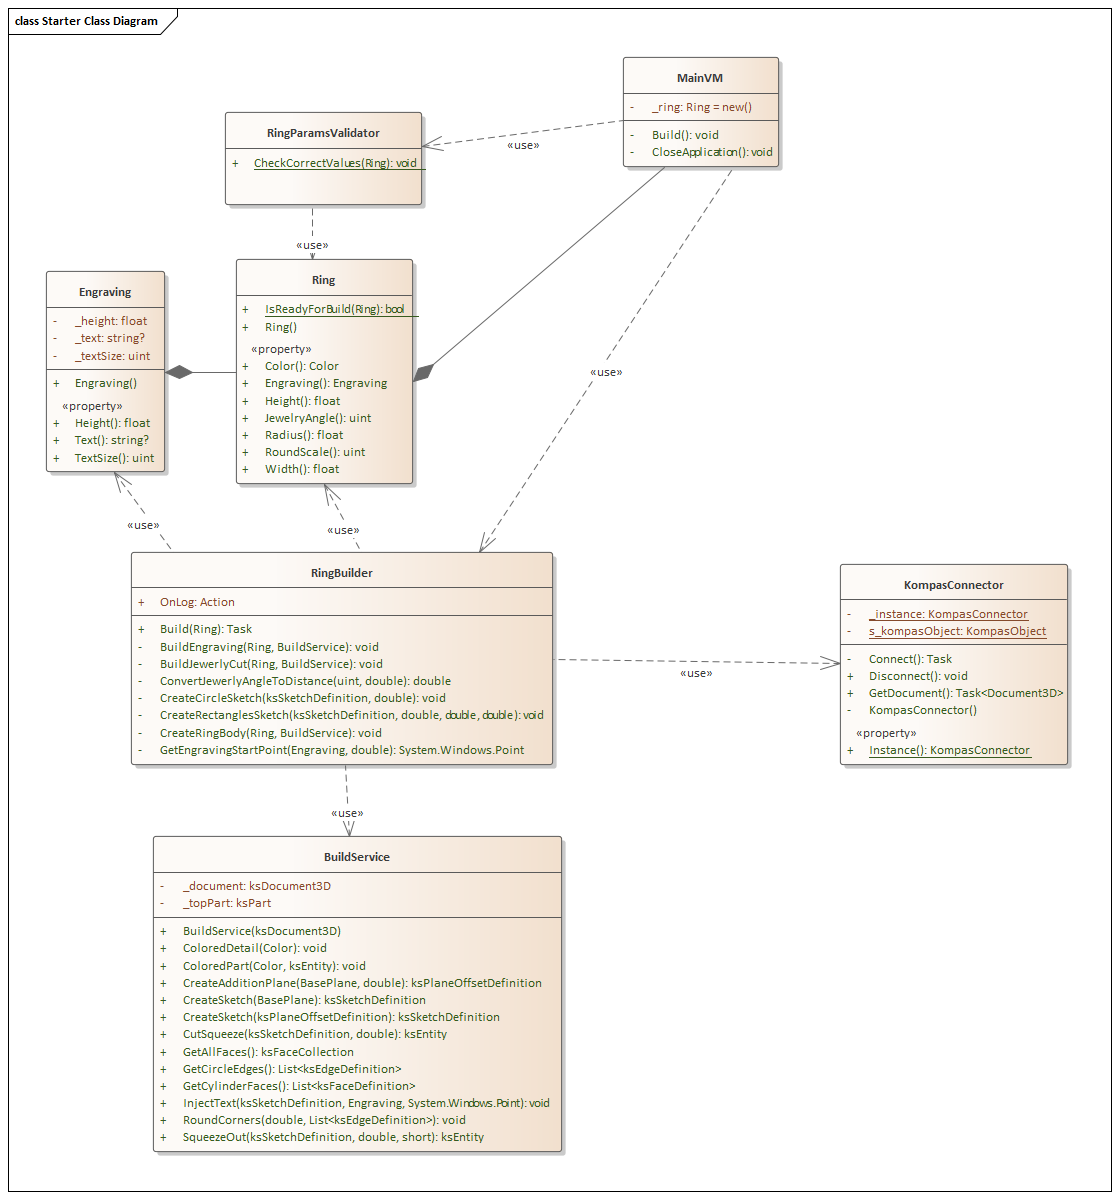 class Starter Class Diagram
MainVM
- _ring: Ring = new()
- Build(): void
- CloseApplication(): void
RingParamsValidator
+ CheckCorrectValues(Ring): void
«use»
«use»
Ring
+ IsReadyForBuild(Ring): bool
+ Ring()
«property»
+ Color(): Color
+ Engraving(): Engraving
+ Height(): float
+ JewelryAngle(): uint
+ Radius(): float
+ RoundScale(): uint
+ Width(): float
Engraving
- _height: float
- _text: string?
- _textSize: uint
+ Engraving()
«property»
+ Height(): float
+ Text(): string?
+ TextSize(): uint
«use»
«use»
«use»
RingBuilder
+ OnLog: Action
+ Build(Ring): Task
- BuildEngraving(Ring, BuildService): void
- BuildJewerlyCut(Ring, BuildService): void
- ConvertJewerlyAngleToDistance(uint, double): double
- CreateCircleSketch(ksSketchDefinition, double): void
- CreateRectanglesSketch(ksSketchDefinition, double, double, double): void
- CreateRingBody(Ring, BuildService): void
- GetEngravingStartPoint(Engraving, double): System.Windows.Point
«use»
KompasConnector
- _instance: KompasConnector
- s_kompasObject: KompasObject
- Connect(): Task
+ Disconnect(): void
+ GetDocument(): Task<Document3D>
- KompasConnector()
«property»
+ Instance(): KompasConnector
«use»
BuildService
- _document: ksDocument3D
- _topPart: ksPart
+ BuildService(ksDocument3D)
+ ColoredDetail(Color): void
+ ColoredPart(Color, ksEntity): void
+ CreateAdditionPlane(BasePlane, double): ksPlaneOffsetDefinition
+ CreateSketch(BasePlane): ksSketchDefinition
+ CreateSketch(ksPlaneOffsetDefinition): ksSketchDefinition
+ CutSqueeze(ksSketchDefinition, double): ksEntity
+ GetAllFaces(): ksFaceCollection
+ GetCircleEdges(): List<ksEdgeDefinition>
+ GetCylinderFaces(): List<ksFaceDefinition>
+ InjectText(ksSketchDefinition, Engraving, System.Windows.Point): void
+ RoundCorners(double, List<ksEdgeDefinition>): void
+ SqueezeOut(ksSketchDefinition, double, short): ksEntity